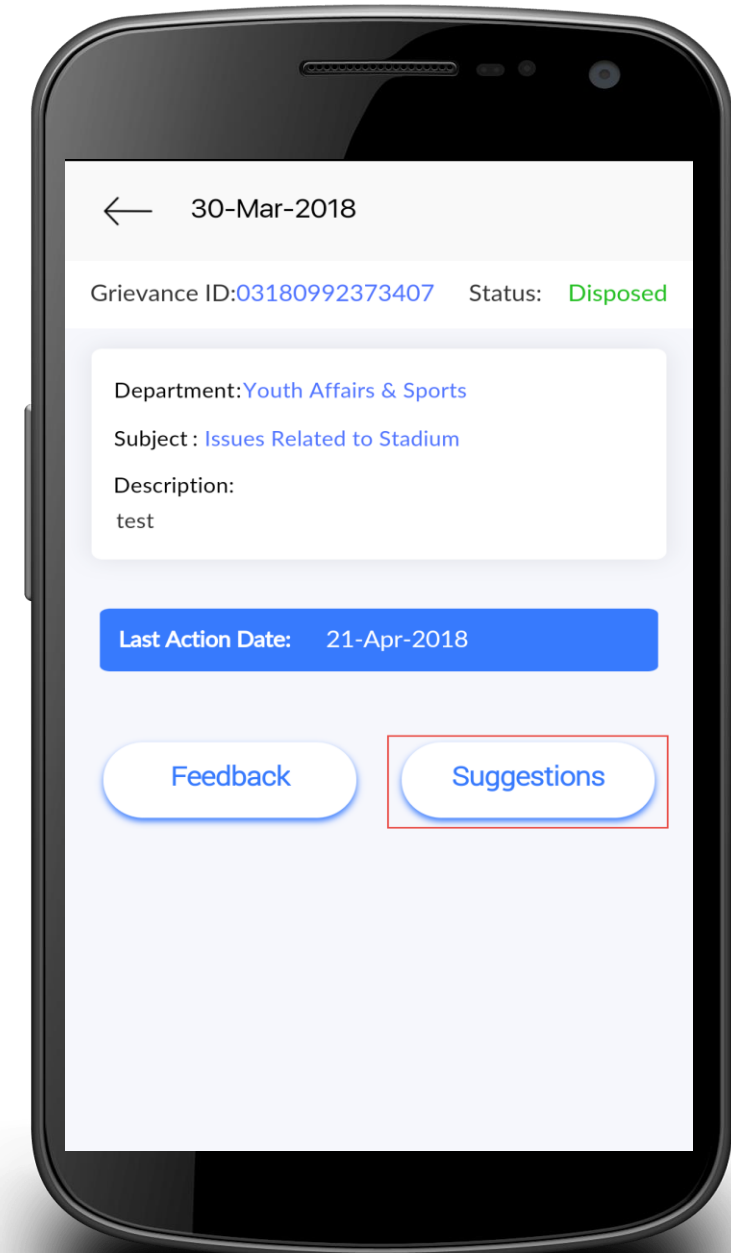 30-Mar-2018
Grievance ID:03180992373407 Status: Disposed
Department:Youth Affairs & Sports
Subject : Issues Related to Stadium
Description:
test
Last Action Date: 21-Apr-2018
Feedback Suggestions